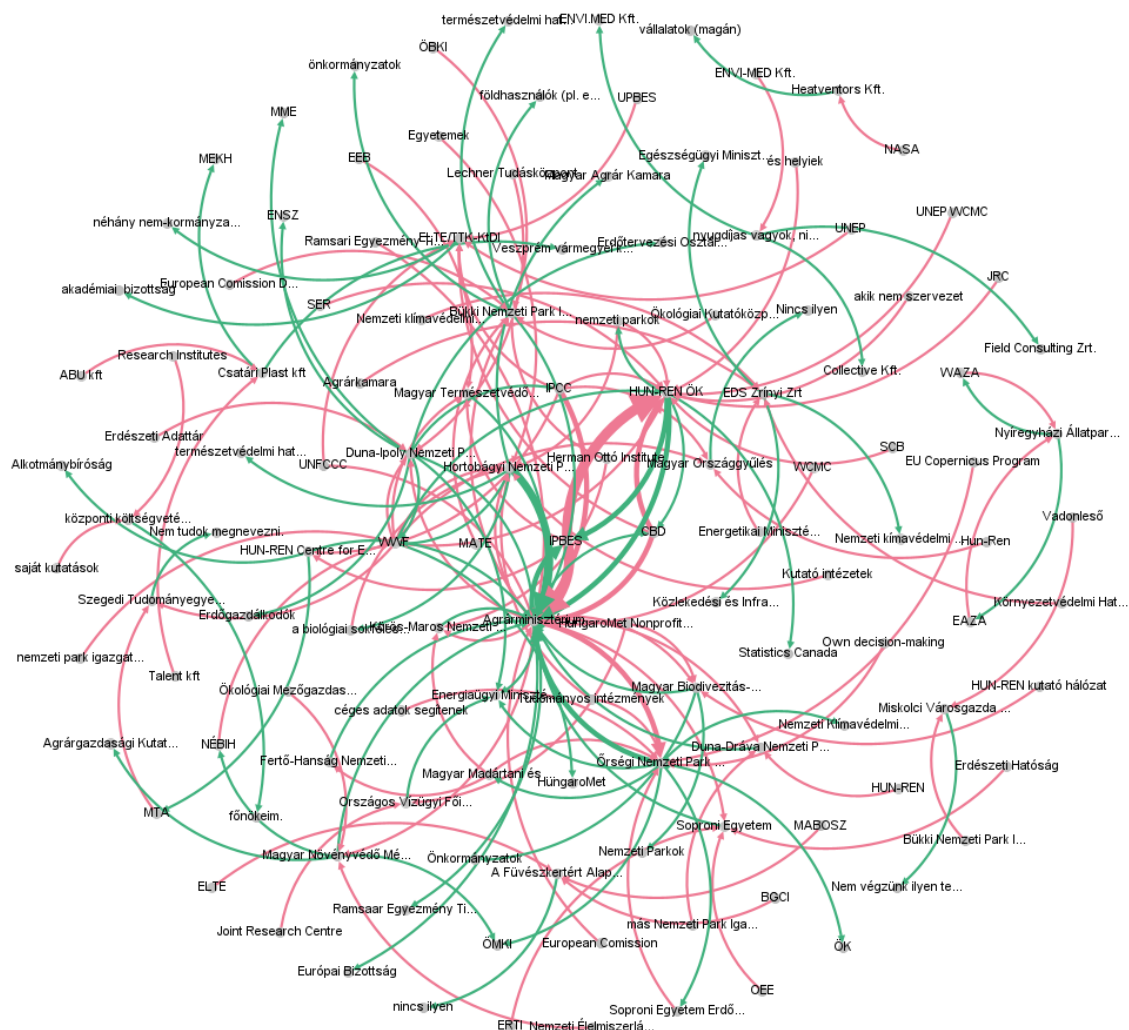 természetvédelmi hat...
ENVI.MED Kft.
vállalatok (magán)
ÖBKI
önkormányzatok
ENVI-MED Kft.
Heatventors Kft.
földhasználók (pl. e...
UPBES
MME
Egyetemek
NASA
MEKH
EEB
Lechner Tudásközpont
Magyar Agrár Kamara
Egészségügyi Miniszt...
és helyiek
néhány nem-kormányza...
ENSZ
UNEP WCMC
UNEP
Ramsari Egyezmény Ti...
ELTE/TTK-KfDI
Veszprém vármegyei k...
Erdőtervezési Osztár...
nyugdíjas vagyok, ni...
akadémiai bizottság
European Comission D...
JRC
akik nem szervezet
SER
Nemzeti klímavédelmi...
Bükki Nemzeti Park I...
nemzeti parkok
Ökológiai Kutatóközp...
Nincs ilyen
Field Consulting Zrt.
Research Institutes
ABU kft
Csatári Plast kft
Agrárkamara
Magyar Természetvédő...
IPCC
HUN-REN ÖK
EDS Zrínyi Zrt
Collective Kft.
WAZA
Nyíregyházi Állatpar...
Erdészeti Adattár
természetvédelmi hat...
Duna-Ipoly Nemzeti P...
Alkotmánybíróság
UNFCCC
Hortobágyi Nemzeti P...
Herman Ottó Institute
Magyar Országgyűlés
WCMC
SCB
EU Copernicus Program
központi költségveté...
Nem tudok megnevezni.
HUN-REN Centre for E...
WWF
MATE
IPBES
CBD
Energetikai Miniszté...
Nemzeti kímavédelmi ...
Vadonleső
Hun-Ren
saját kutatások
Kutató intézetek
Szegedi Tudományegye...
Erdőgazdálkodók
a biológiai sokféles...
Körös-Maros Nemzeti-...
Agrárminisztérium
HungaroMet Nonprofit...
Közlekedési és Infra...
Környezetvédelmi Hat...
EAZA
nemzeti park igazgat...
Talent kft
Own decision-making
Statistics Canada
Ökológiai Mezőgazdas...
Energiaügyi Miniszté...
Tudományos intézmények
Magyar Biodivezitás-...
HUN-REN kutató hálózat
céges adatok segítenek
Miskolci Városgazda ...
Nemzeti Klímavédelmi...
Agrárgazdasági Kutat...
NÉBIH
Fertő-Hanság Nemzeti...
Duna-Dráva Nemzeti P...
Őrségi Nemzeti Park ...
Erdészeti Hatóság
Magyar Madártani és
HüngaroMet
HUN-REN
MTA
főnökeim.
Országos Vízügyi Fői...
Soproni Egyetem
MABOSZ
Bükki Nemzeti Park I...
Magyar Növényvédő Mé...
Önkormányzatok
Nemzeti Parkok
A Füvészkertért Alap...
ELTE
Nem végzünk ilyen te...
BGCI
Ramsaar Egyezmény Ti...
más Nemzeti Park Iga...
Joint Research Centre
ÖMKI
European Comission
ÖK
Európai Bizottság
OEE
nincs ilyen
Soproni Egyetem Erdő...
ERTI
Nemzeti Élelmiszerlá...